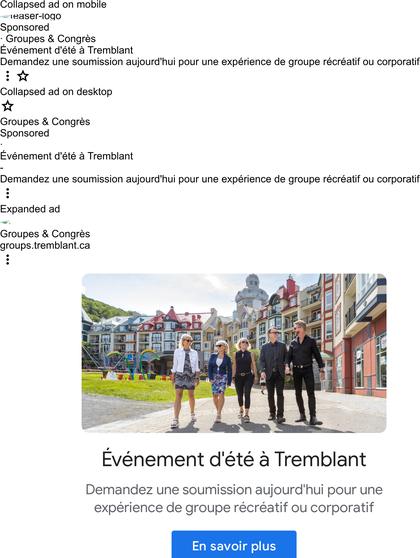 Collapsed ad on mobile
teaser-logo
Sponsored
· Groupes & Congrès
Événement d'été à Tremblant
Demandez une soumission aujourd'hui pour une expérience de groupe récréatif ou corporatif
Collapsed ad on desktop
Groupes & Congrès
Sponsored
·
Événement d'été à Tremblant
-
Demandez une soumission aujourd'hui pour une expérience de groupe récréatif ou corporatif
Expanded ad
Groupes & Congrès
groups.tremblant.ca
Événement d'été à Tremblant
Demandez une soumission aujourd'hui pour une
expérience de groupe récréatif ou corporatif
En savoir plus